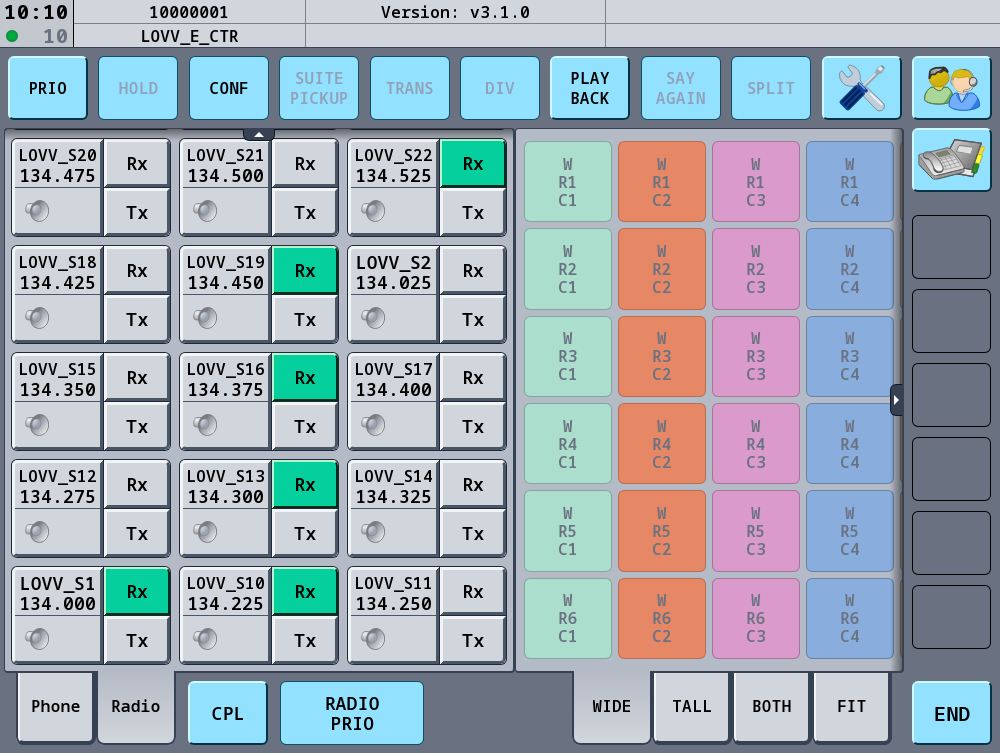 10:10
10000001
Version: v3.1.0
10
LOVV_E_CTR
PRIO
HOLD
CONF
SUITE
PICKUP
TRANS
DIV
PLAY
BACK
SAY
AGAIN
SPLIT
LOVV_S20
134.475
Rx
Tx
LOVV_S21
134.500
Rx
Tx
LOVV_S22
134.525
Rx
Tx
LOVV_S18
134.425
Rx
Tx
LOVV_S19
134.450
Rx
Tx
LOVV_S2
134.025
Rx
Tx
LOVV_S15
134.350
Rx
Tx
LOVV_S16
134.375
Rx
Tx
LOVV_S17
134.400
Rx
Tx
LOVV_S12
134.275
Rx
Tx
LOVV_S13
134.300
Rx
Tx
LOVV_S14
134.325
Rx
Tx
LOVV_S1
134.000
Rx
Tx
LOVV_S10
134.225
Rx
Tx
LOVV_S11
134.250
Rx
Tx
W
R1
C1
W
R1
C2
W
R1
C3
W
R1
C4
W
R2
C1
W
R2
C2
W
R2
C3
W
R2
C4
W
R3
C1
W
R3
C2
W
R3
C3
W
R3
C4
W
R4
C1
W
R4
C2
W
R4
C3
W
R4
C4
W
R5
C1
W
R5
C2
W
R5
C3
W
R5
C4
W
R6
C1
W
R6
C2
W
R6
C3
W
R6
C4
Phone
Radio
CPL
RADIO
PRIO
WIDE
TALL
BOTH
FIT
END